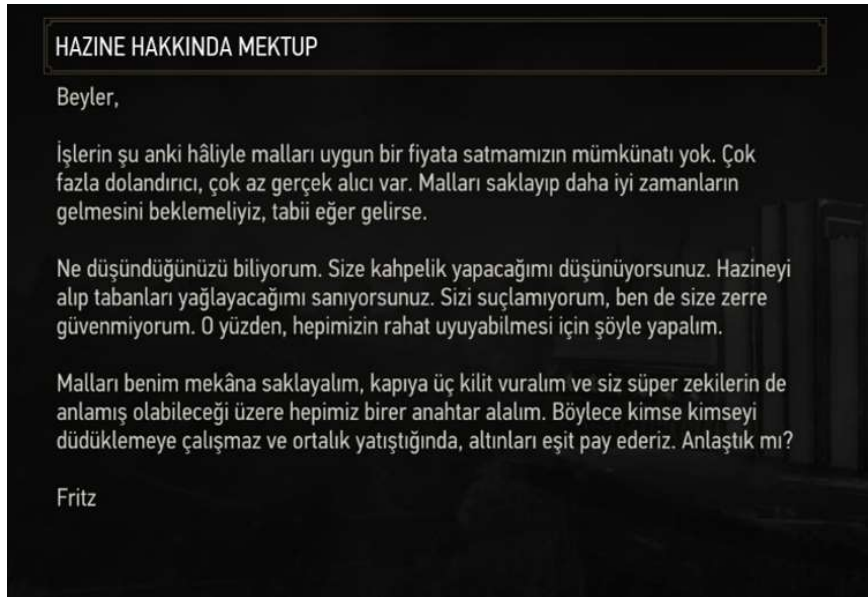 HAZINE HAKKINDA MEKTUP
Beyler,
İşlerin şu anki hâliyle malları uygun bir fiyata satmamızın mümkünatı yok. Çok
fazla dolandırıcı, çok az gerçek alıcı var. Malları saklayıp daha iyi zamanların
gelmesini beklemeliyiz, tabii eğer gelirse.
Ne düşündüğünüzü biliyorum. Size kahpelik yapacağımı düşünüyorsunuz. Hazineyi
alıp tabanları yağlayacağımı sanıyorsunuz. Sizi suçlamıyorum, ben de size zerre
güvenmiyorum. O yüzden, hepimizin rahat uyuyabilmesi için şöyle yapalım.
Malları benim mekâna saklayalım, kapıya üç kilit vuralım ve siz süper zekilerin de
anlamış olabileceği üzere hepimiz birer anahtar alalım. Böylece kimse kimseyi
düdüklemeye çalışmaz ve ortalık yatıştığında, altınları eşit pay ederiz. Anlaştık mı?
Fritz